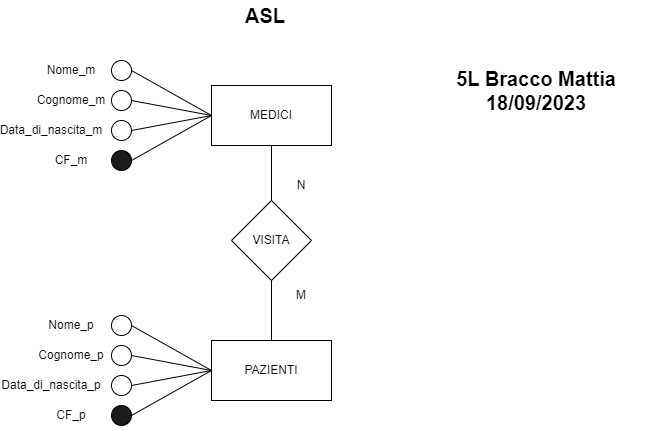 ASL
5L Bracco Mattia
18/09/2023
Nome_m
Cognome_m
Data_di_nascita_m
CF_m
MEDICI
N
VISITA
M
Nome_p
Cognome_p
Data_di_nascita_p
CF_p
PAZIENTI